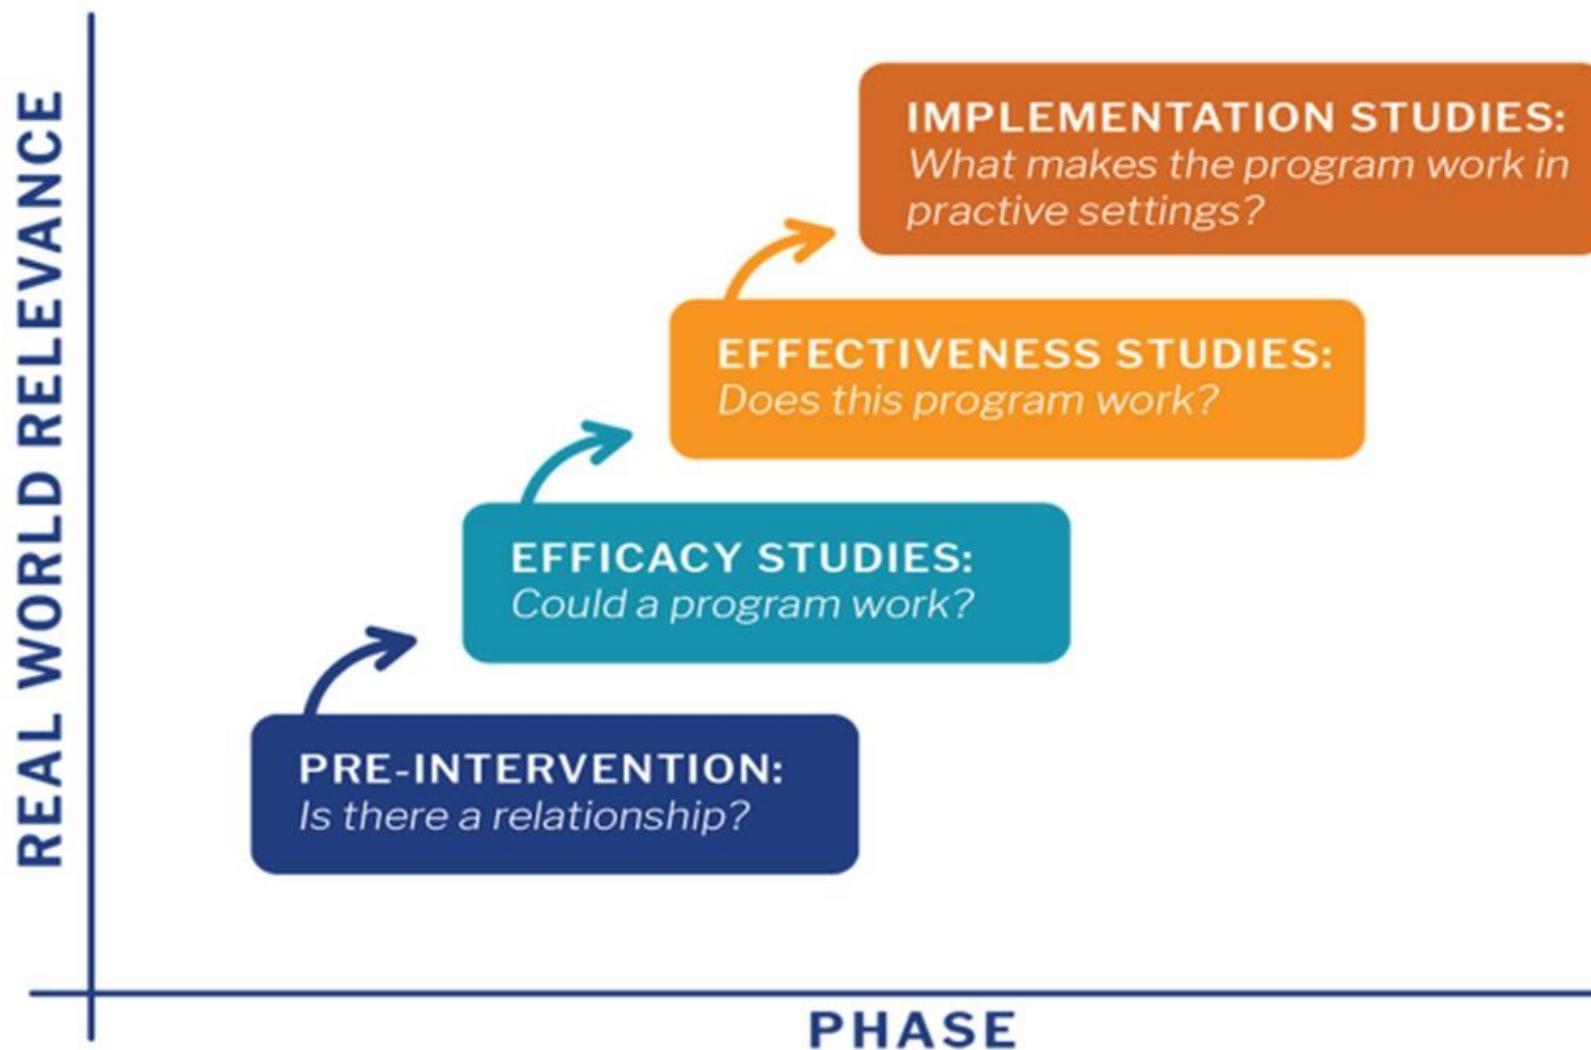 REAL WORLD RELEVANCE
IMPLEMENTATION STUDIES:
What makes the program work in
practive settings?
EFFECTIVENESS STUDIES:
Does this program work?
EFFICACY STUDIES:
Could a program work?
PRE-INTERVENTION:
Is there a relationship?
PHASE